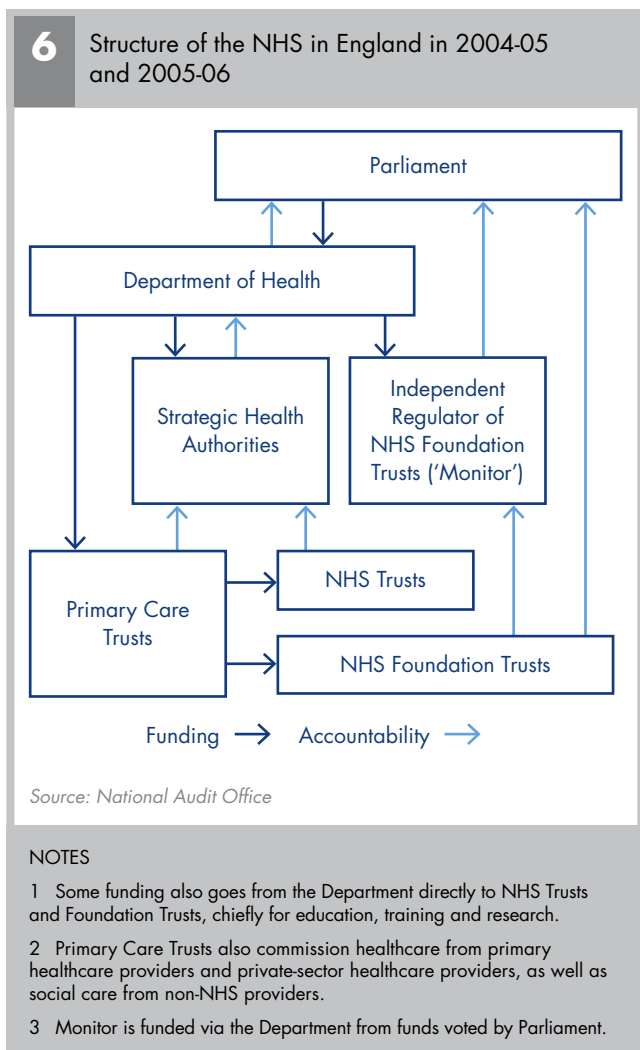 6
Structure of the NHS in England in 2004-05
and 2005-06
Parliament
Department of Health
Strategic Health
Authorities
Independent
Regulator of
NHS Foundation
Trusts (‘Monitor’)
Primary Care
Trusts
NHS Trusts
NHS Foundation Trusts
Funding
Accountability
Source: National Audit Office
NOTES
1 Some funding also goes from the Department directly to NHS Trusts
and Foundation Trusts, chiefly for education, training and research.
2 Primary Care Trusts also commission healthcare from primary
healthcare providers and private-sector healthcare providers, as well as
social care from non-NHS providers.
3 Monitor is funded via the Department from funds voted by Parliament.